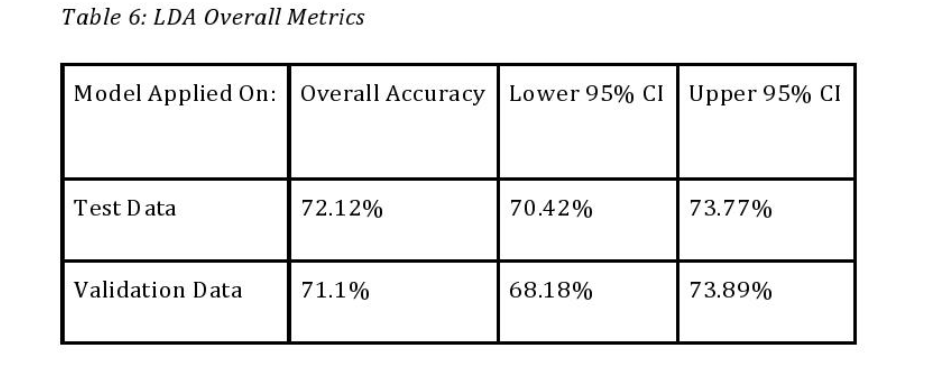 Table 6: LDA Overall Metrics
Model Applied On: Overall Accuracy Lower 95% CI Upper 95% CI
Test Data 72.12% 70.42% 73.77%
Validation Data 71.1% 68.18% 73.89%